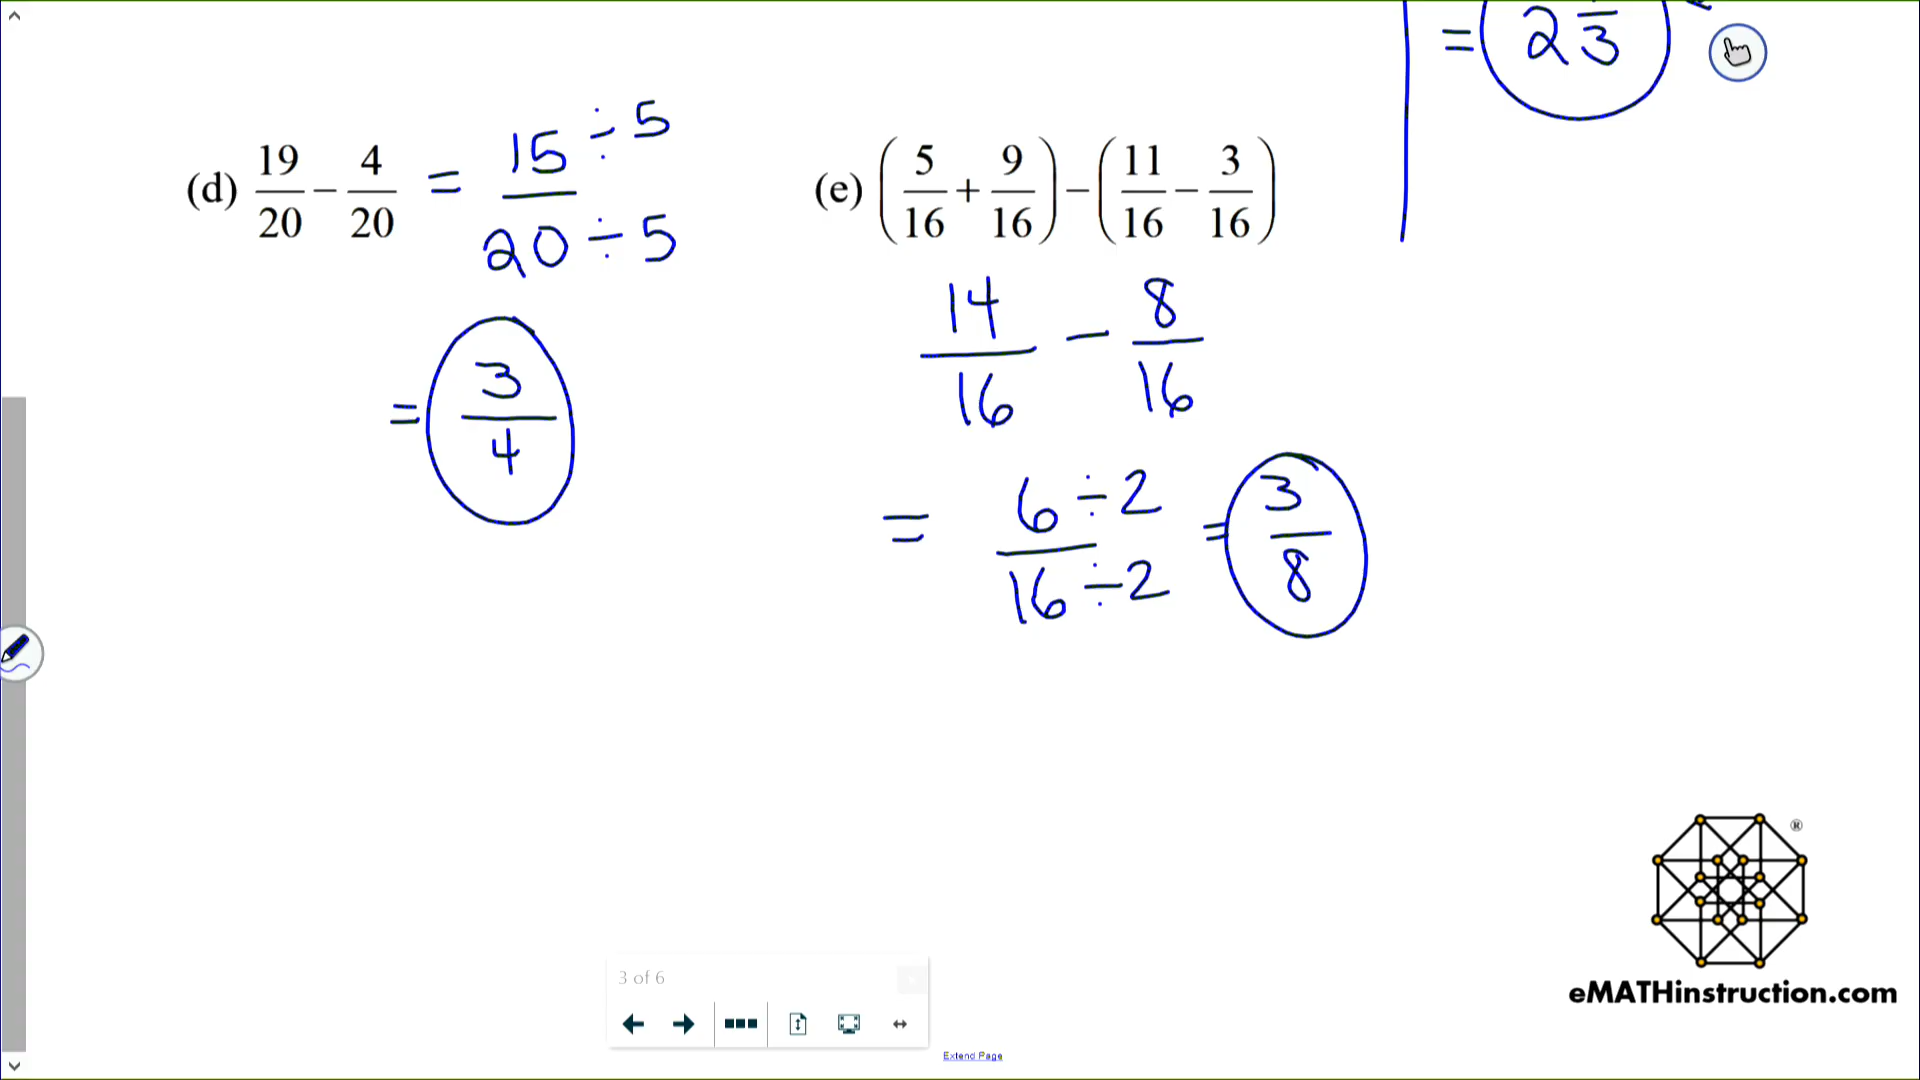 = 2 1/3
(d) 19/20 − 4/20 = 15 ÷ 5 / 20 ÷ 5
= 3/4
(e) (5/16 + 9/16) − (11/16 − 3/16)
14/16 − 8/16
= 6 ÷ 2 / 16 ÷ 2 = 3/8
®
eMATHinstruction.com
3 of 6
Extend Page